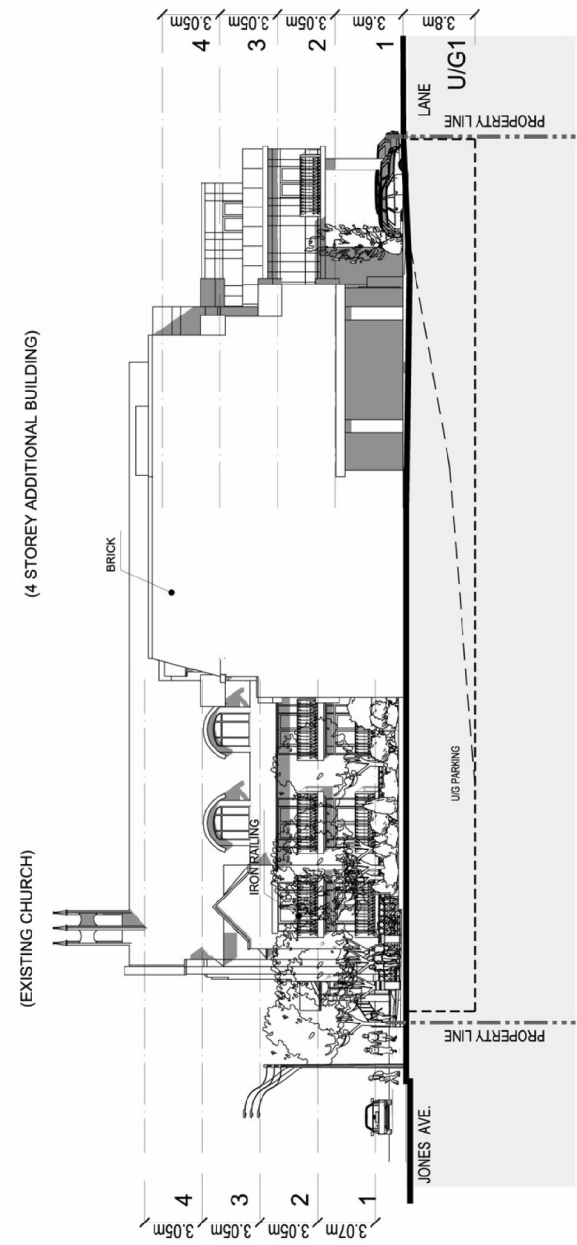 (EXISTING CHURCH)
(4 STOREY ADDITIONAL BUILDING)
BRICK
IRON RAILING
4
3
2
1
3.05m
3.05m
3.05m
3.07m
4
3
2
1
U/G1
3.05m
3.05m
3.05m
3.6m
3.8m
JONES AVE.
LANE
PROPERTY LINE
PROPERTY LINE
U/G PARKING